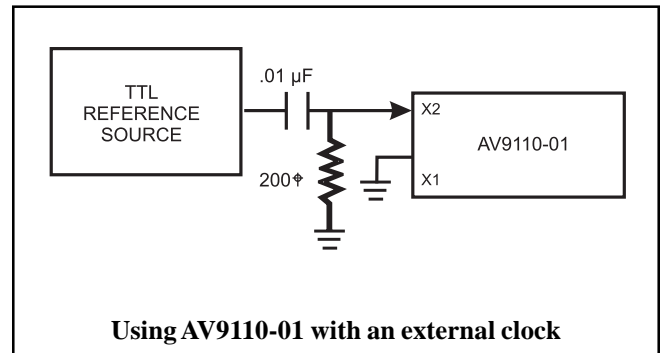 .01 µF
TTL
REFERENCE
SOURCE
X2
AV9110-01
X1
200⌖
Using AV9110-01 with an external clock